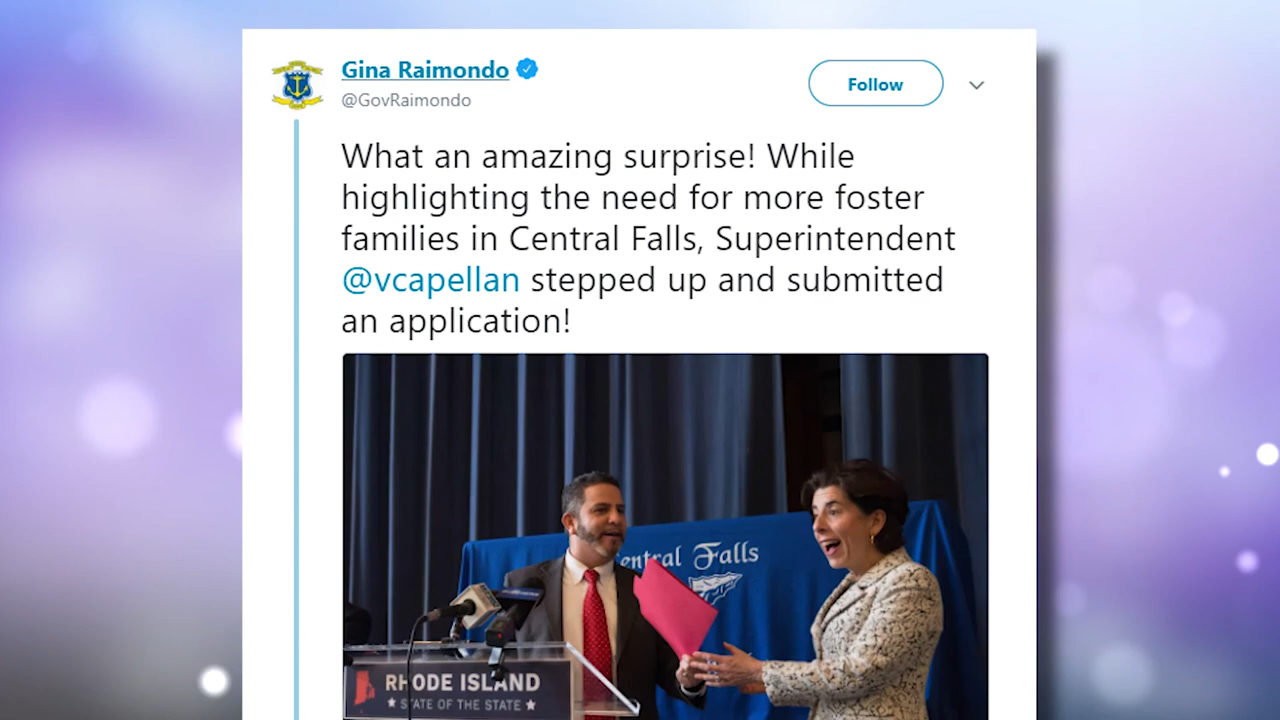 Gina Raimondo
@GovRaimondo
Follow
What an amazing surprise! While
highlighting the need for more foster
families in Central Falls, Superintendent
@vcapellan stepped up and submitted
an application!
entral Falls
RHODE ISLAND
★ STATE OF THE STATE ★